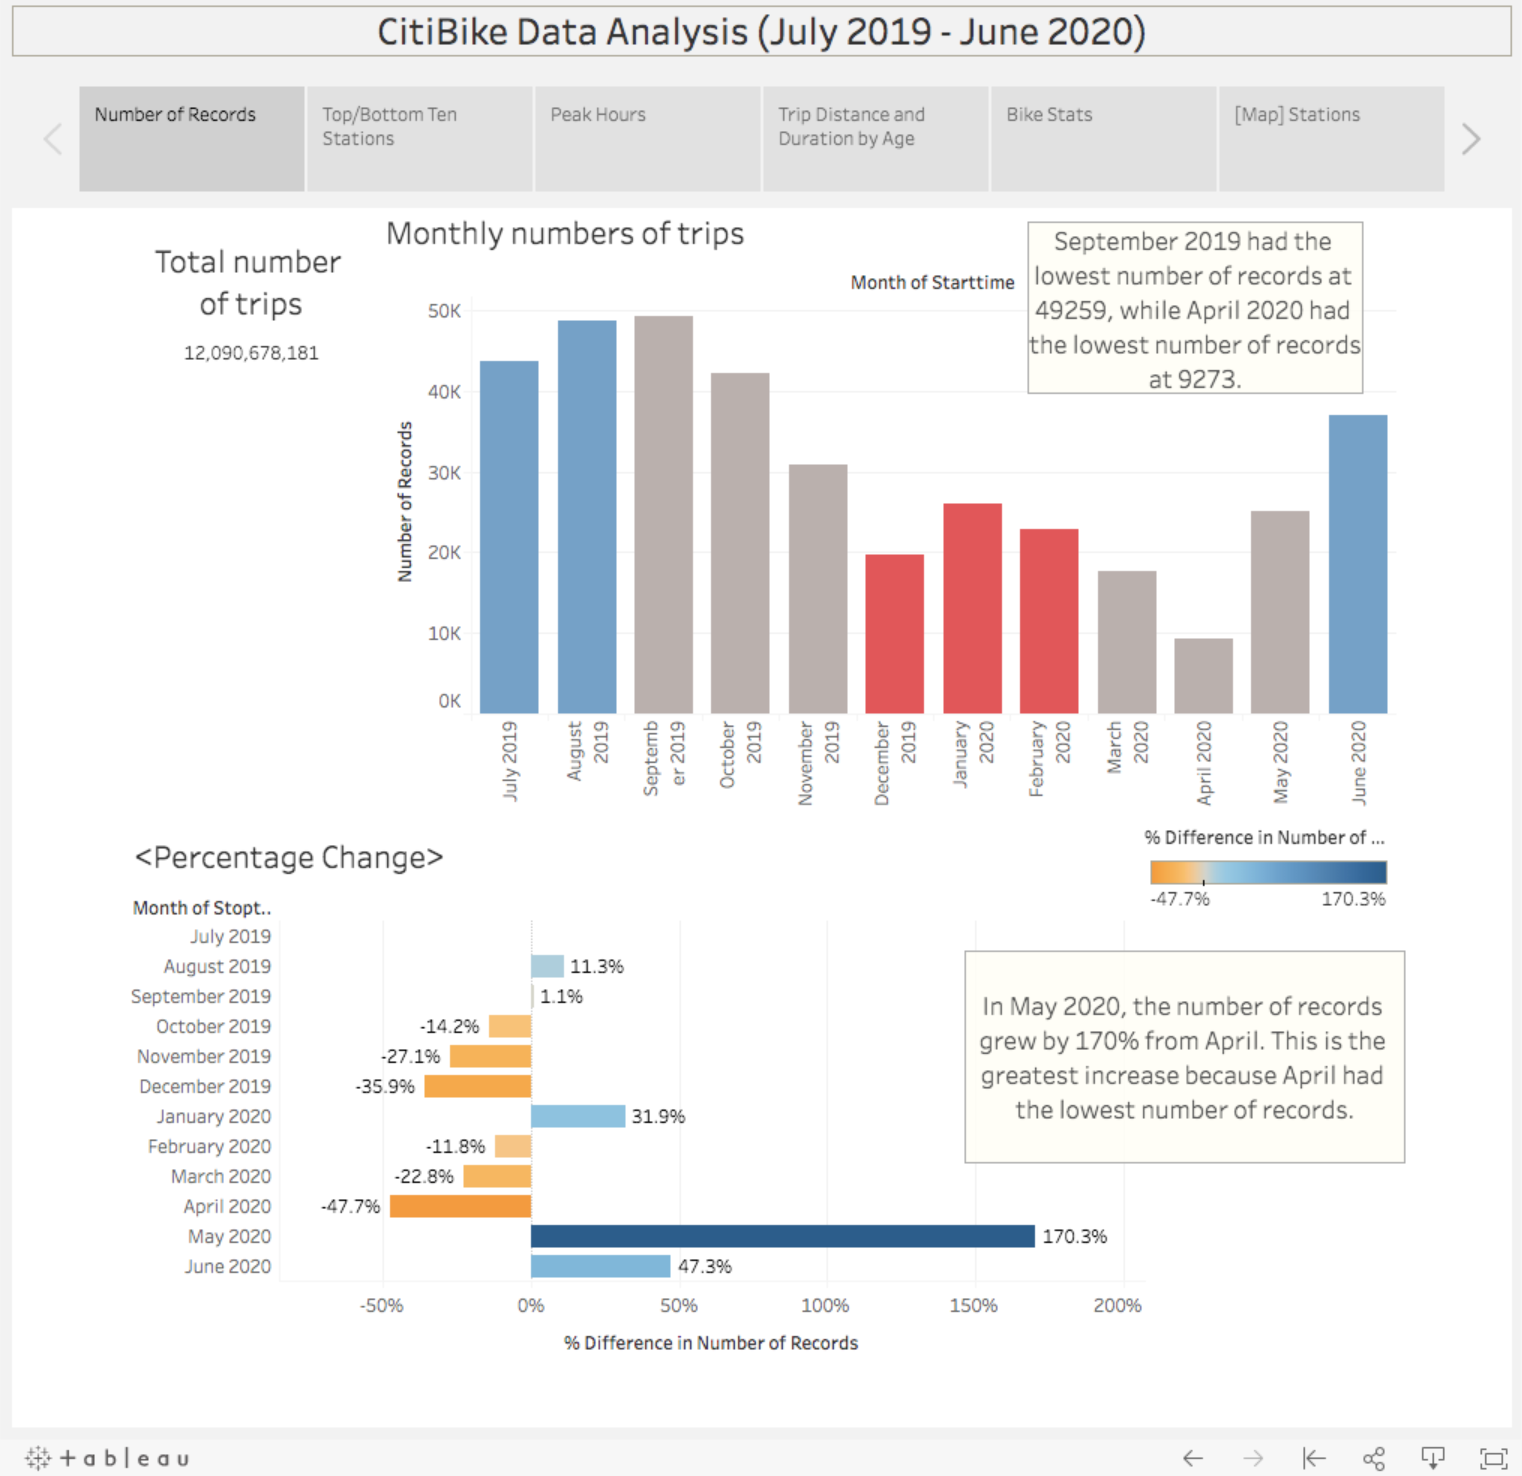 CitiBike Data Analysis (July 2019 - June 2020)
Number of Records
Top/Bottom Ten
Stations
Peak Hours
Trip Distance and
Duration by Age
Bike Stats
[Map] Stations
Total number
of trips
12,090,678,181
Monthly numbers of trips
Month of Starttime
September 2019 had the
lowest number of records at
49259, while April 2020 had
the lowest number of records
at 9273.
Number of Records
50K
40K
30K
20K
10K
0K
July 2019
August
2019
Septemb
er 2019
October
2019
November
2019
December
2019
January
2020
February
2020
March
2020
April 2020
May 2020
June 2020
<Percentage Change>
% Difference in Number of ...
-47.7%
170.3%
Month of Stopt..
July 2019
August 2019
11.3%
September 2019
1.1%
October 2019
-14.2%
November 2019
-27.1%
December 2019
-35.9%
January 2020
31.9%
February 2020
-11.8%
March 2020
-22.8%
April 2020
-47.7%
May 2020
170.3%
June 2020
47.3%
-50%
0%
50%
100%
150%
200%
% Difference in Number of Records
In May 2020, the number of records
grew by 170% from April. This is the
greatest increase because April had
the lowest number of records.
+ableau